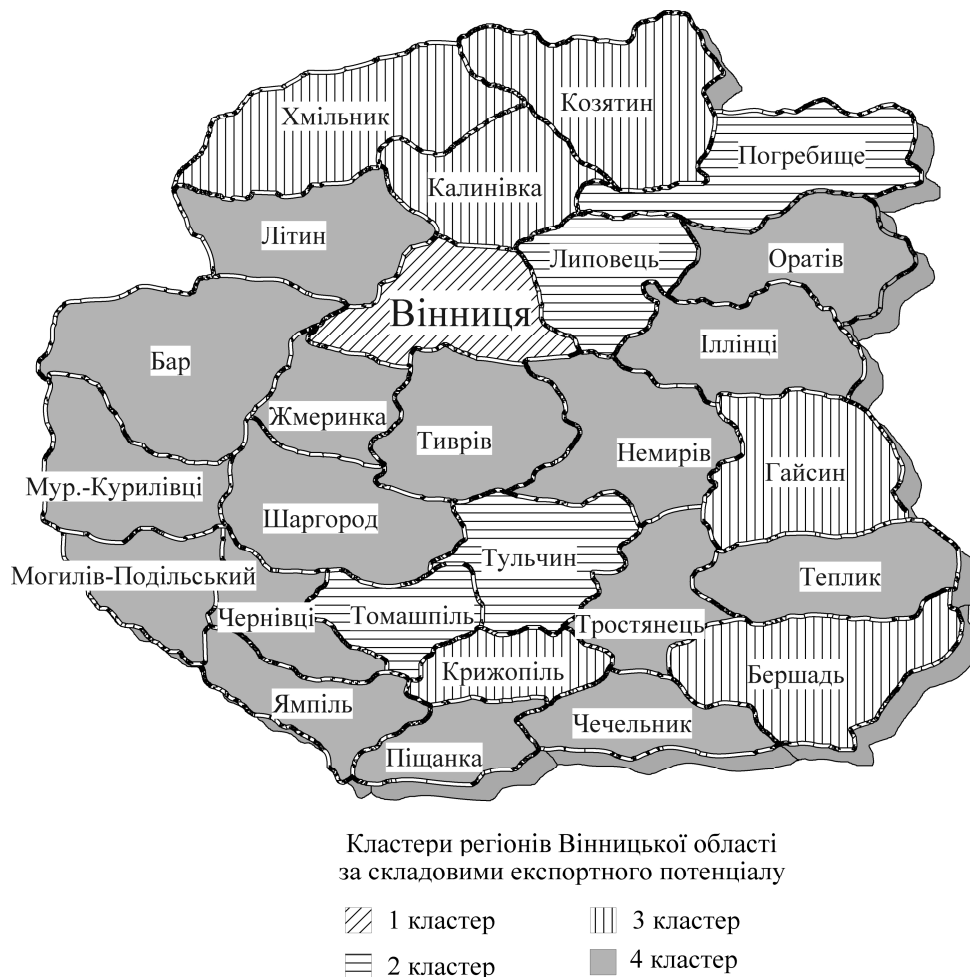 Козятин
Хмільник
Погребище
Калинівка
Літин
Липовець
Оратів
Вінниця
Іллінці
Бар
Жмеринка
Тиврів
Немирів
Гайсин
Мур.-Курилівці
Шаргород
Тульчин
Могилів-Подільський
Теплик
Чернівці
Томашпіль
Тростянець
Крижопіль
Бершадь
Ямпіль
Чечельник
Піщанка
Кластери регіонів Вінницької області
за складовими експортного потенціалу
1 кластер
3 кластер
2 кластер
4 кластер